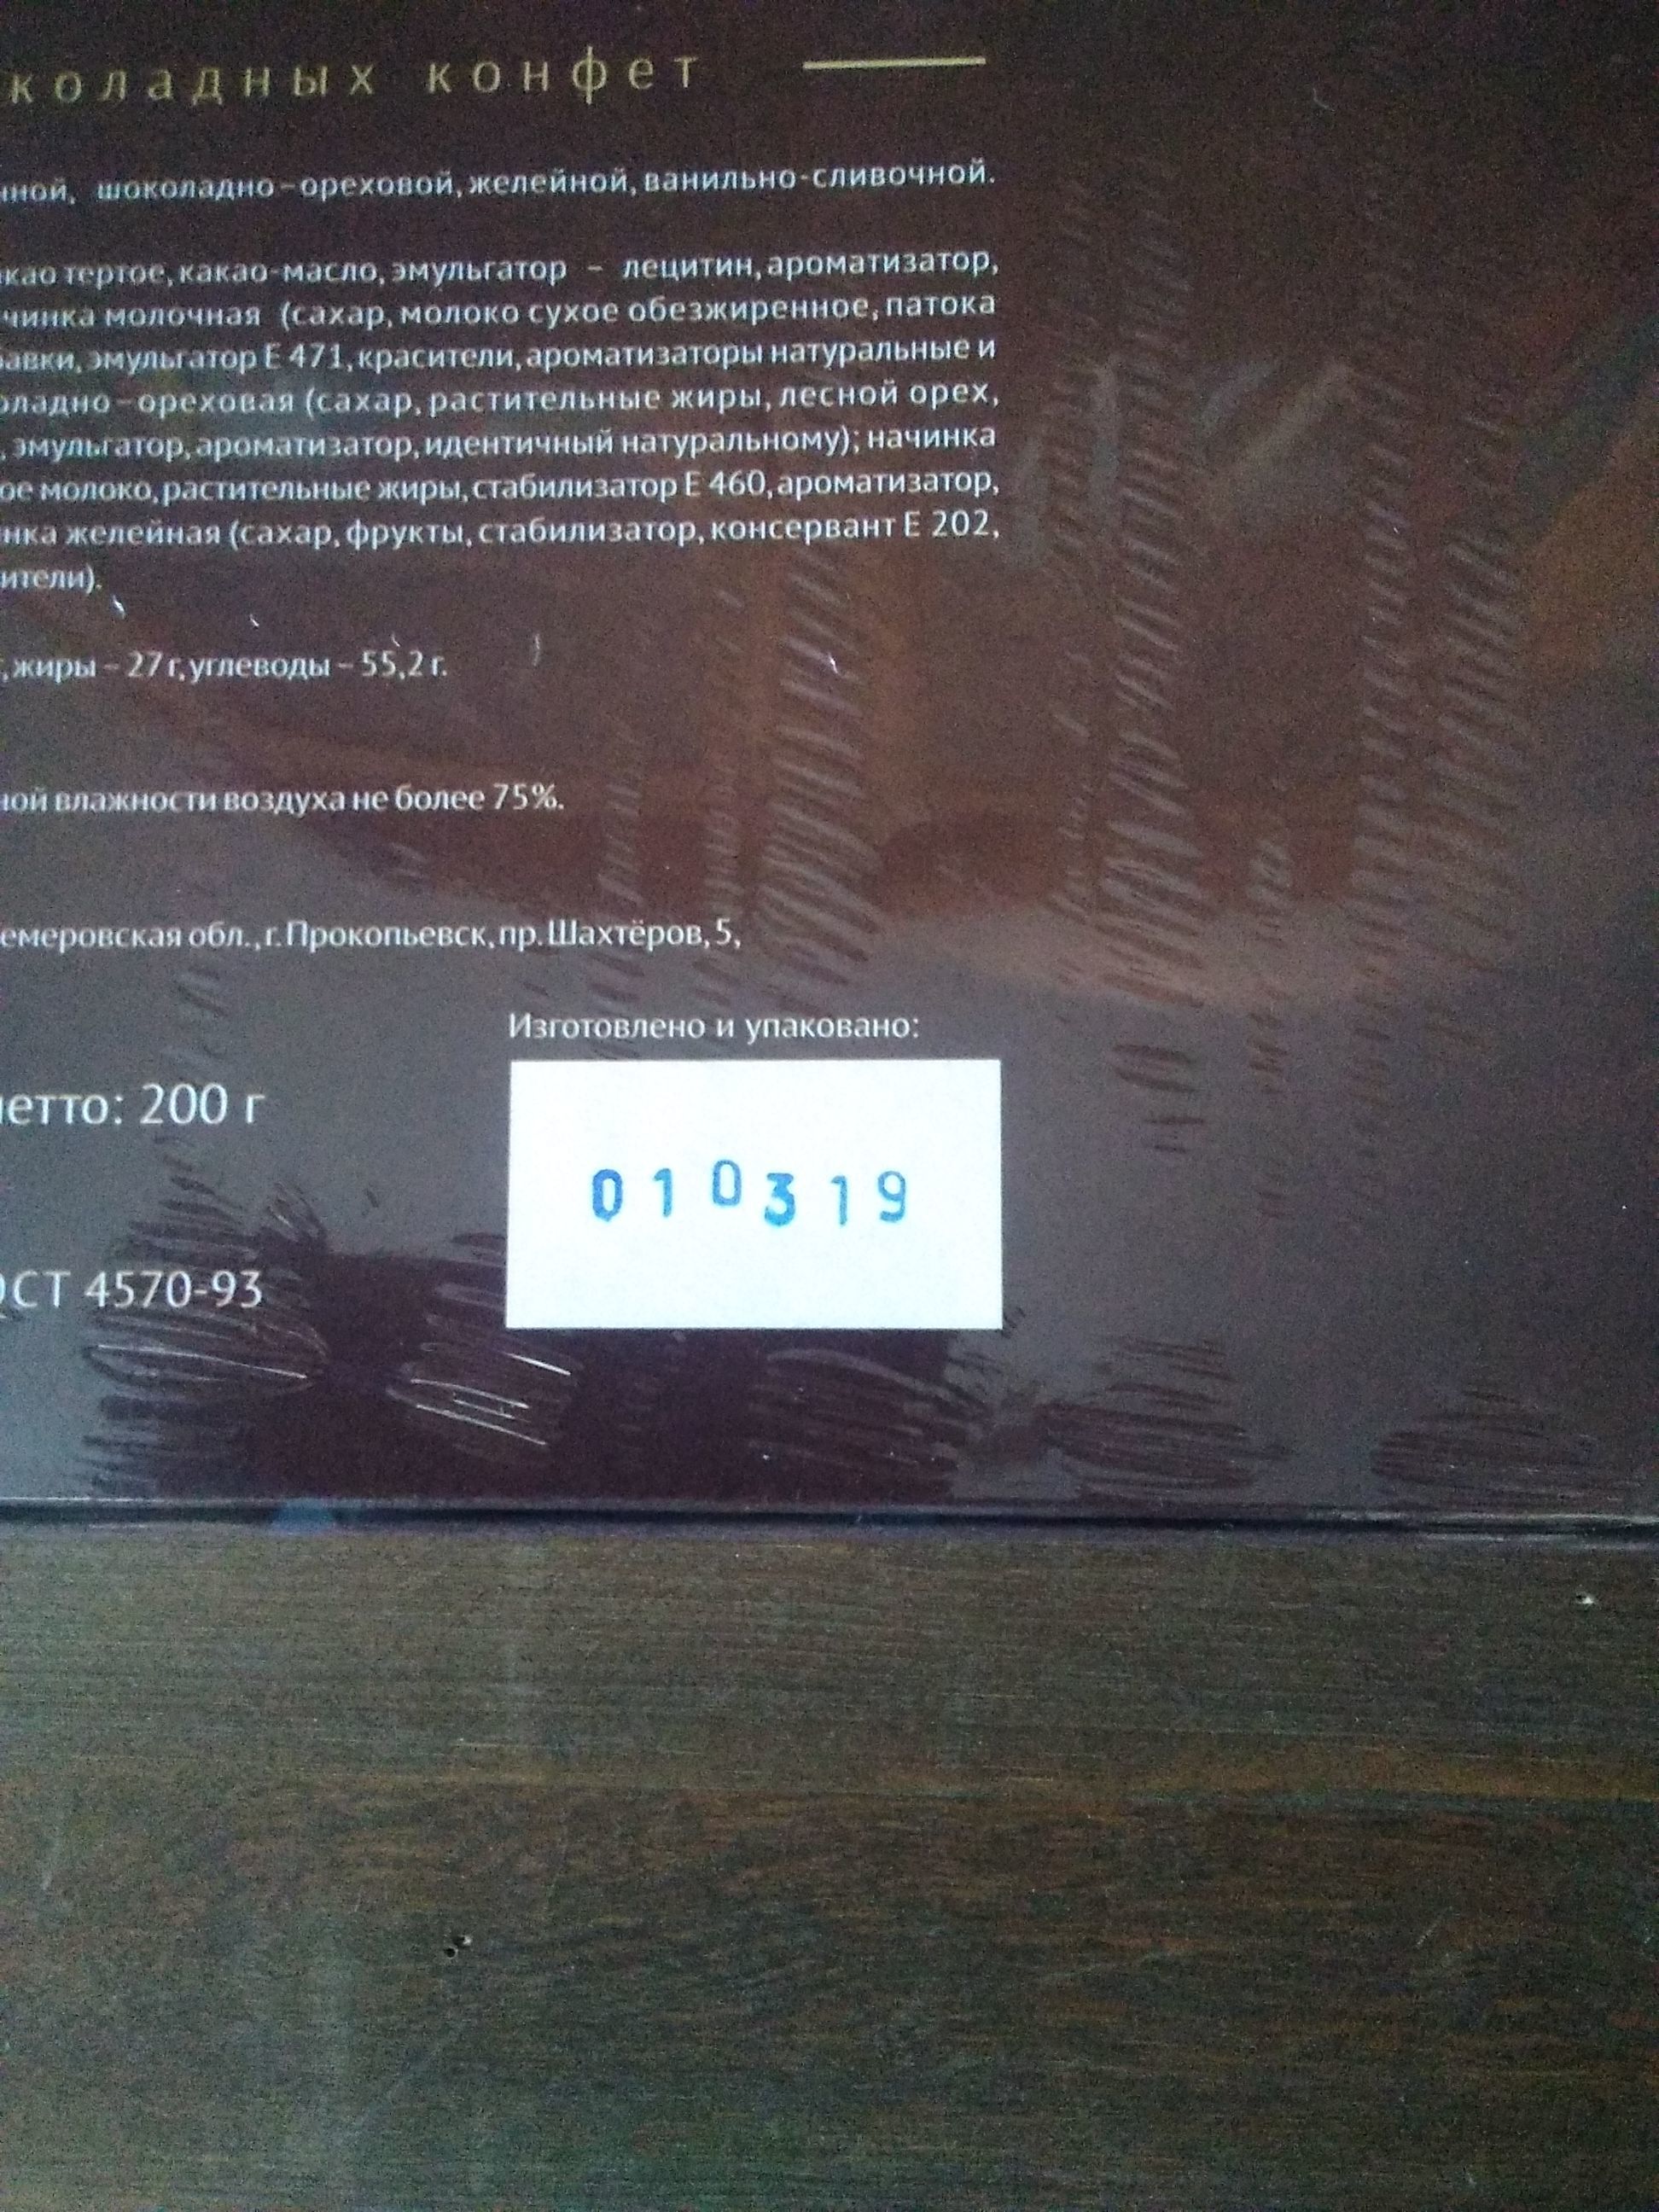 коладных конфет
нной, шоколадно–ореховой, желейной, ванильно-сливочной.
као тертое, какао-масло, эмульгатор – лецитин, ароматизатор,
чинка молочная (сахар, молоко сухое обезжиренное, патока
бавки, эмульгатор Е 471, красители, ароматизаторы натуральные и
оладно–ореховая (сахар, растительные жиры, лесной орех,
, эмульгатор, ароматизатор, идентичный натуральному); начинка
ое молоко, растительные жиры, стабилизатор Е 460, ароматизатор,
нка желейная (сахар, фрукты, стабилизатор, консервант Е 202,
ители).
, жиры – 27 г, углеводы – 55,2 г.
ной влажности воздуха не более 75%.
емеровская обл., г. Прокопьевск, пр. Шахтёров, 5,
Изготовлено и упаковано:
нетто: 200 г
010319
ОСТ 4570-93